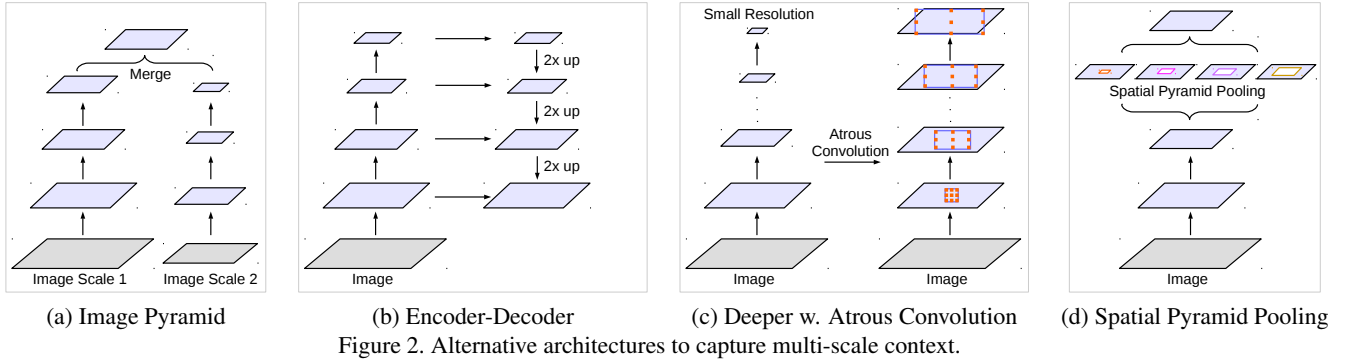 Merge
Image Scale 1
Image Scale 2
(a) Image Pyramid
2x up
2x up
2x up
Image
(b) Encoder-Decoder
Small Resolution
Atrous
Convolution
Image
Image
(c) Deeper w. Atrous Convolution
Spatial Pyramid Pooling
Image
(d) Spatial Pyramid Pooling
Figure 2. Alternative architectures to capture multi-scale context.